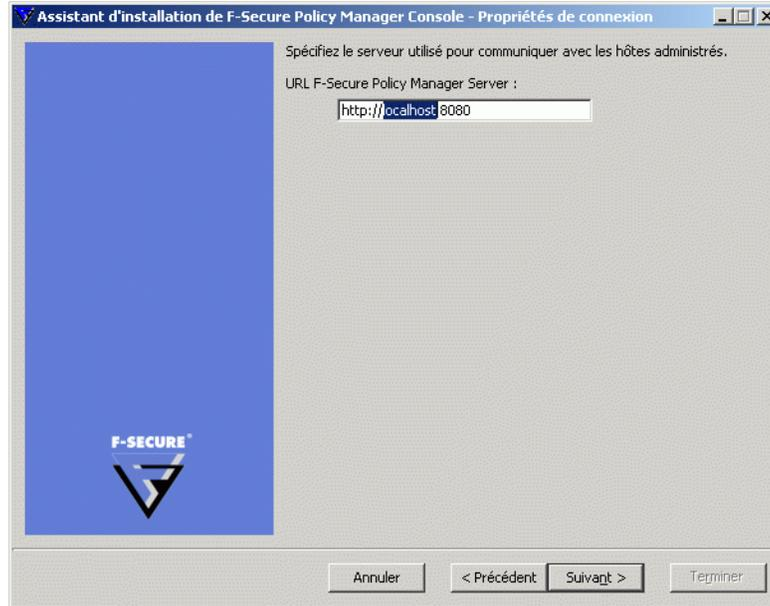 Assistant d'installation de F-Secure Policy Manager Console - Propriétés de connexion
Spécifiez le serveur utilisé pour communiquer avec les hôtes administrés.
URL F-Secure Policy Manager Server :
http://localhost:8080
F-SECURE®
Annuler
< Précédent
Suivant >
Terminer